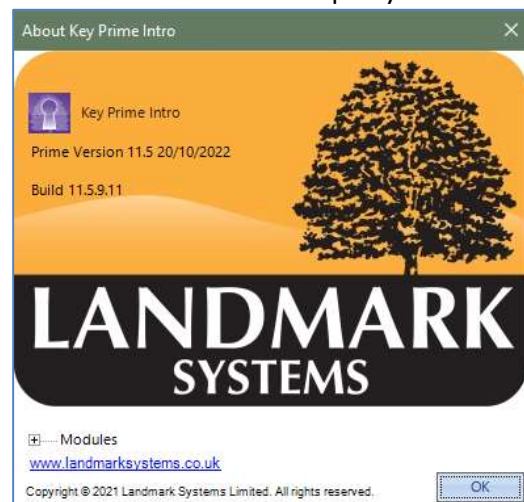 About Key Prime Intro
Key Prime Intro
Prime Version 11.5 20/10/2022
Build 11.5.9.11
LANDMARK
SYSTEMS
Modules
www.landmarksystems.co.uk
Copyright © 2021 Landmark Systems Limited. All rights reserved.
OK